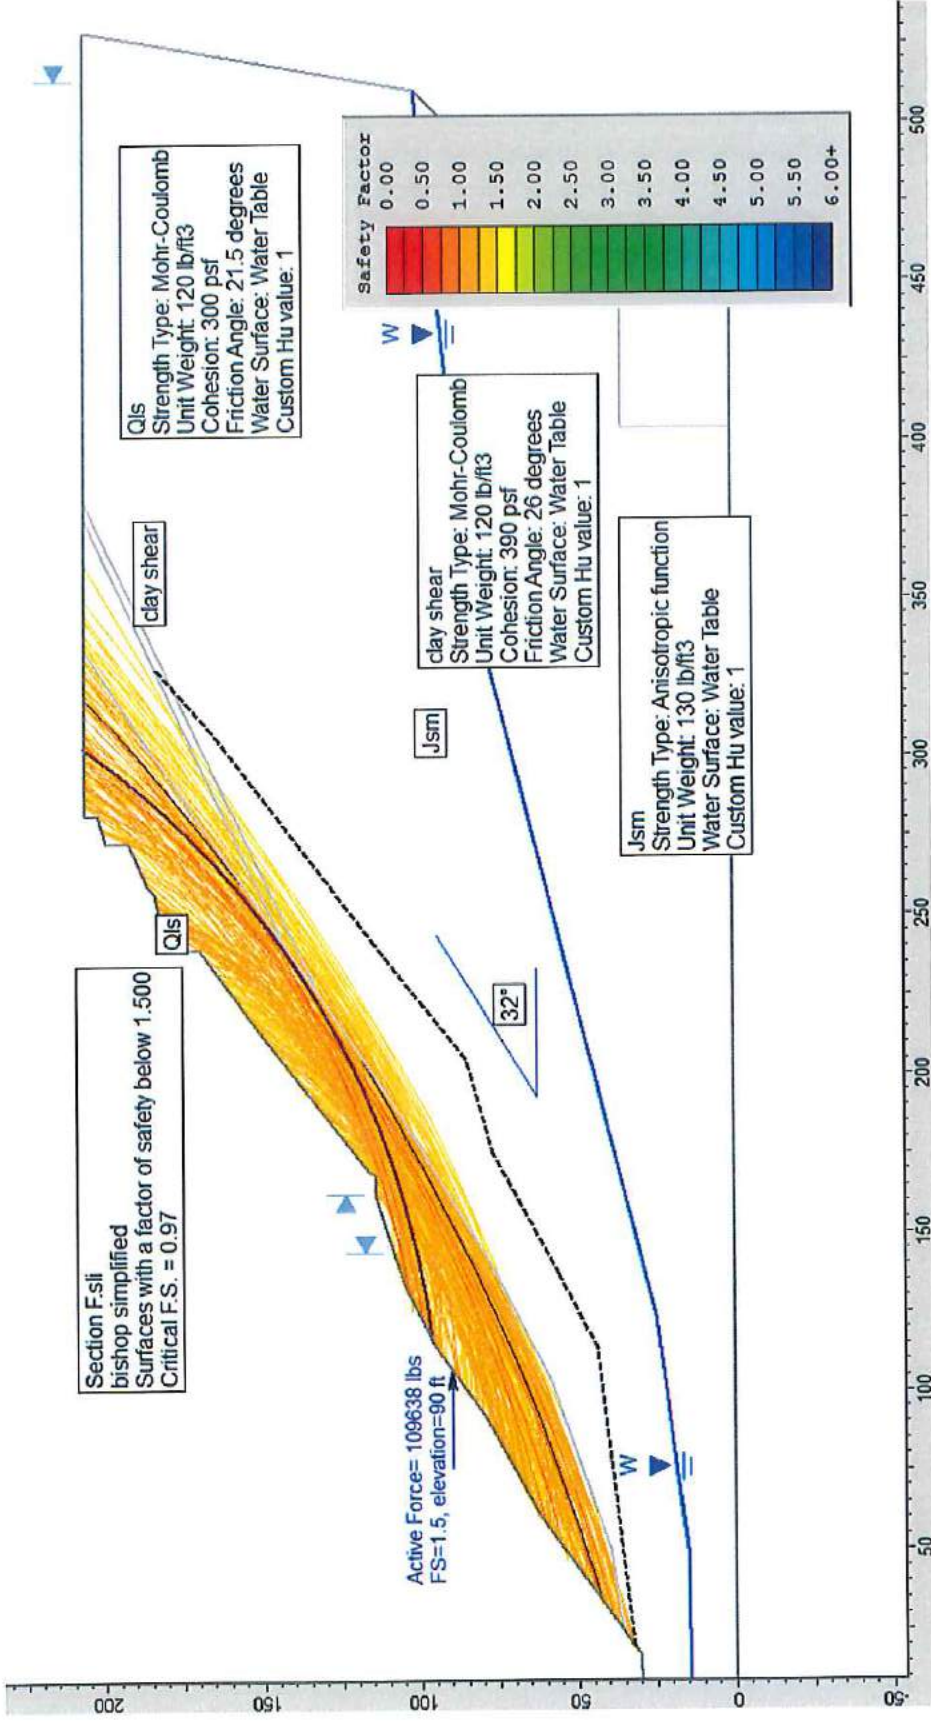 Section F.sli
bishop simplified
Surfaces with a factor of safety below 1.500
Critical F.S. = 0.97
Qls
clay shear
Qls
Strength Type: Mohr-Coulomb
Unit Weight: 120 lb/ft3
Cohesion: 300 psf
Friction Angle: 21.5 degrees
Water Surface: Water Table
Custom Hu value: 1
Active Force= 109638 lbs
FS=1.5, elevation=90 ft
Safety Factor
0.00
0.50
1.00
1.50
2.00
2.50
3.00
3.50
4.00
4.50
5.00
5.50
6.00+
W
clay shear
Strength Type: Mohr-Coulomb
Unit Weight: 120 lb/ft3
Cohesion: 390 psf
Friction Angle: 26 degrees
Water Surface: Water Table
Custom Hu value: 1
Jsm
32°
W
Jsm
Strength Type: Anisotropic function
Unit Weight: 130 lb/ft3
Water Surface: Water Table
Custom Hu value: 1
200
150
100
50
0
-50
50
100
150
200
250
300
350
400
450
500